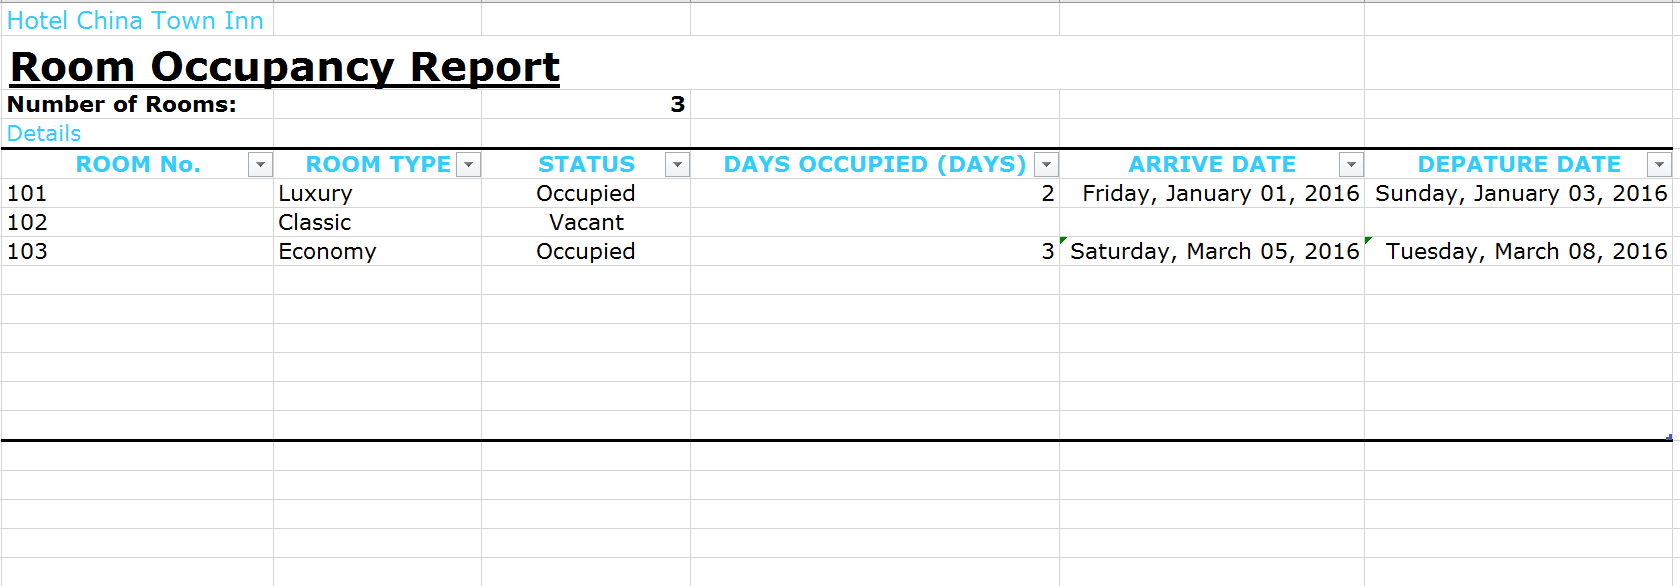 Hotel China Town Inn
Room Occupancy Report
Number of Rooms: 3
Details
ROOM No. ROOM TYPE STATUS DAYS OCCUPIED (DAYS) ARRIVE DATE DEPATURE DATE
101 Luxury Occupied 2 Friday, January 01, 2016 Sunday, January 03, 2016
102 Classic Vacant
103 Economy Occupied 3 Saturday, March 05, 2016 Tuesday, March 08, 2016